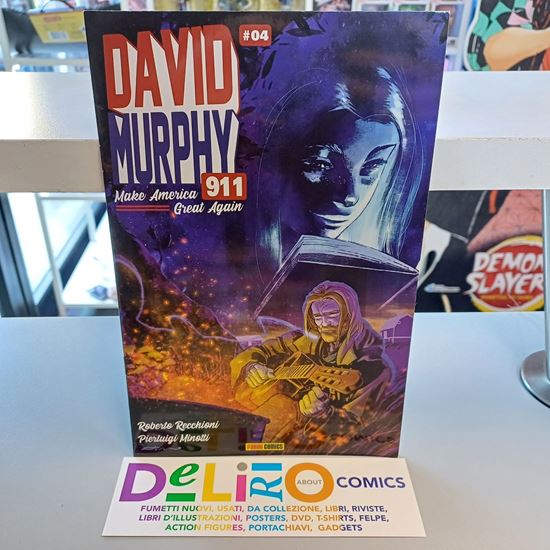 #04
DAVID
MURPHY
911
Make America
Great Again
DEMON
SLAYER
Roberto Recchioni
Pierluigi Minotti
PANINI COMICS
DeLiRiO
ABOUT
COMICS
FUMETTI NUOVI, USATI, DA COLLEZIONE, LIBRI, RIVISTE,
LIBRI D'ILLUSTRAZIONI, POSTERS, DVD, T-SHIRTS, FELPE,
ACTION FIGURES, PORTACHIAVI, GADGETS